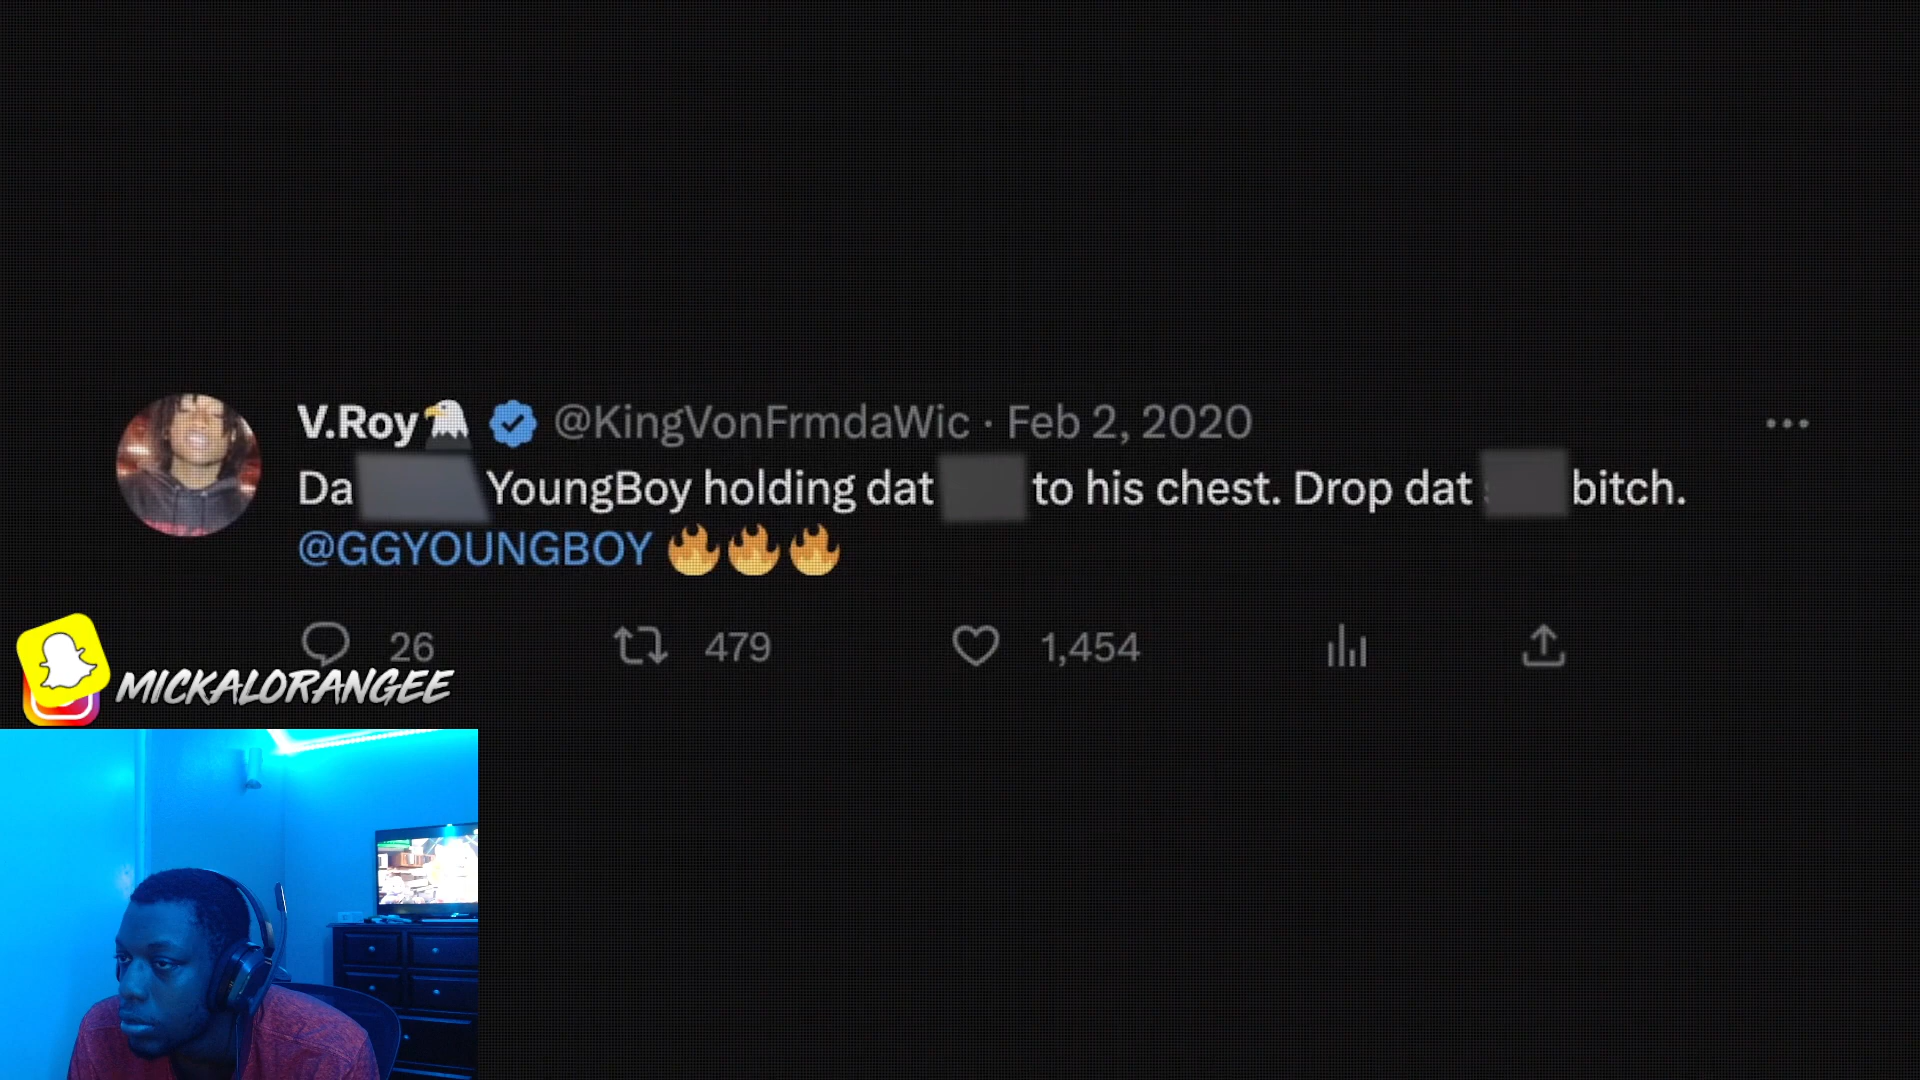 V.Roy🦅 @KingVonFrmdaWic · Feb 2, 2020
Da YoungBoy holding dat to his chest. Drop dat bitch.
@GGYOUNGBOY 🔥🔥🔥
26 479 1,454
MICKALORANGEE